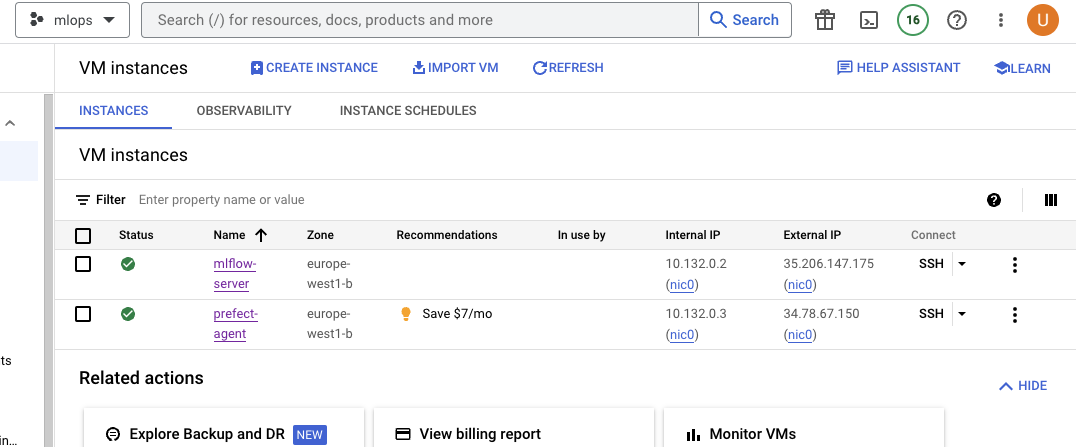 mlops
Search (/) for resources, docs, products and more
Search
16
U
VM instances
CREATE INSTANCE
IMPORT VM
REFRESH
HELP ASSISTANT
LEARN
INSTANCES
OBSERVABILITY
INSTANCE SCHEDULES
VM instances
Filter Enter property name or value
Status Name Zone Recommendations In use by Internal IP External IP Connect
mlflow- europe- 10.132.0.2 35.206.147.175 SSH
server west1-b (nic0) (nic0)
prefect- europe- Save $7/mo 10.132.0.3 34.78.67.150 SSH
agent west1-b (nic0) (nic0)
ts
Related actions
HIDE
in...
Explore Backup and DR NEW
View billing report
Monitor VMs